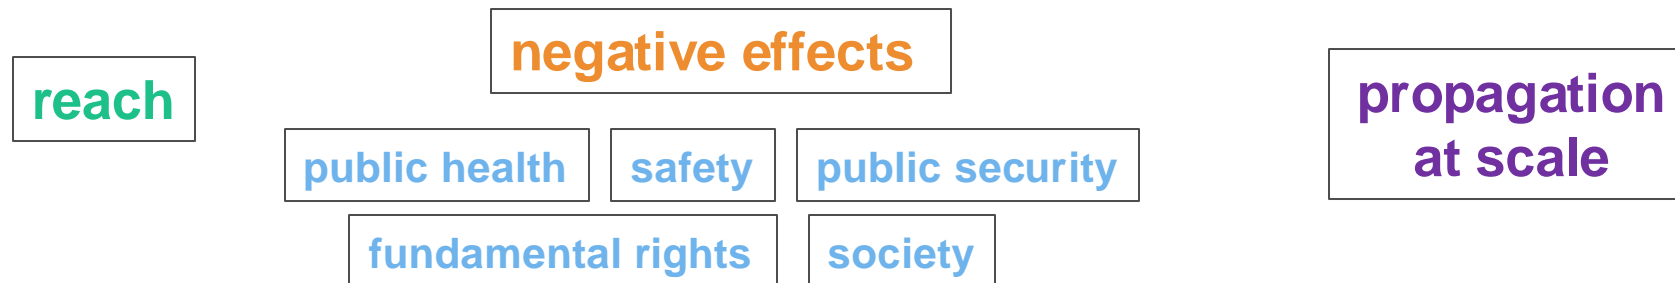 reach
negative effects
public health
safety
public security
fundamental rights
society
propagation
at scale